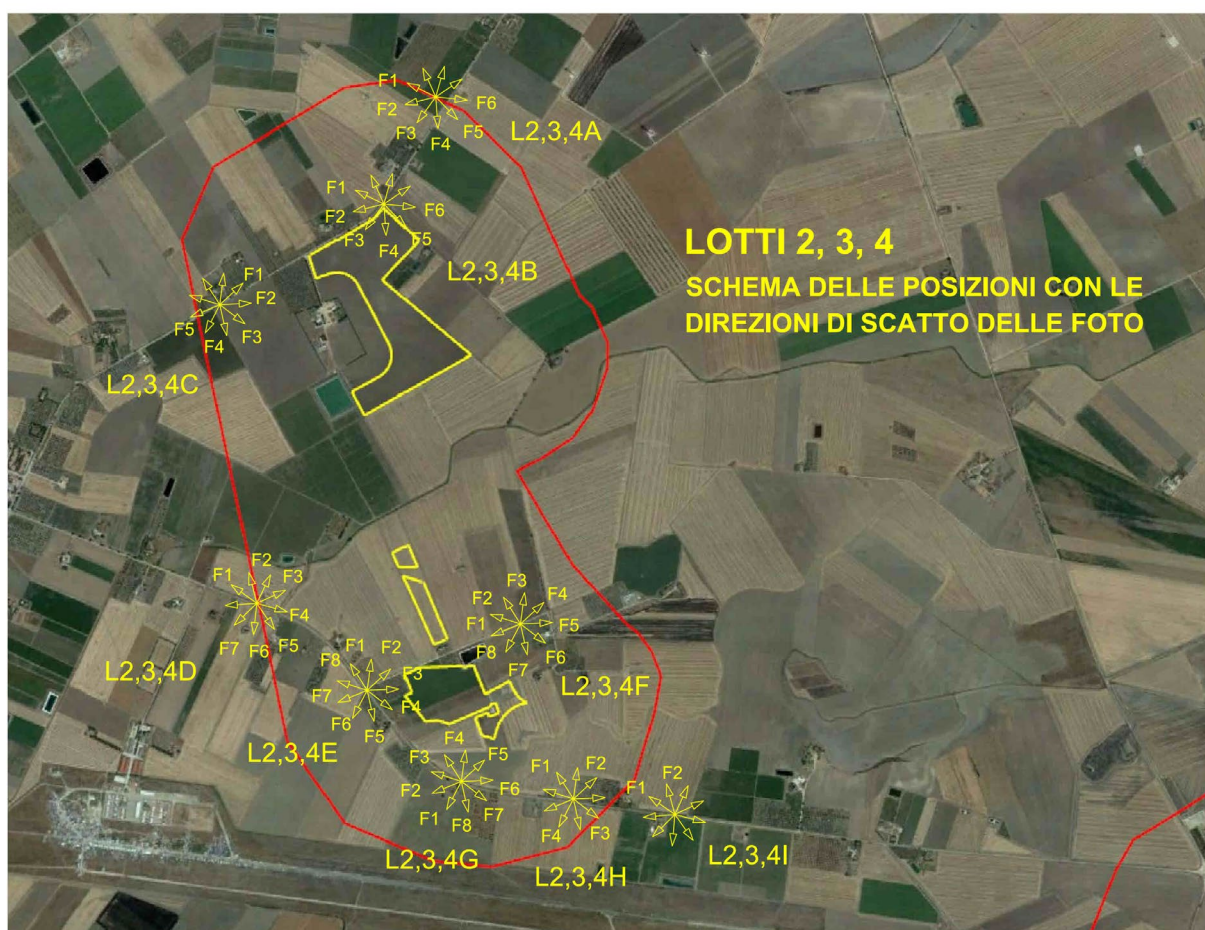 F1
F2
F3
F4
F5
F6
L2,3,4A
F1
F2
F3
F4
F5
F6
L2,3,4B
LOTTI 2, 3, 4
SCHEMA DELLE POSIZIONI CON LE
DIREZIONI DI SCATTO DELLE FOTO
F1
F2
F3
F4
F5
L2,3,4C
F1
F2
F3
F4
F5
F6
F7
L2,3,4D
F1
F2
F3
F4
F5
F6
F7
F8
L2,3,4E
F1
F2
F3
F4
F5
F6
F7
F8
L2,3,4F
F1
F2
F3
F4
F5
F6
F7
F8
L2,3,4G
F1
F2
F3
F4
L2,3,4H
F1
F2
L2,3,4I